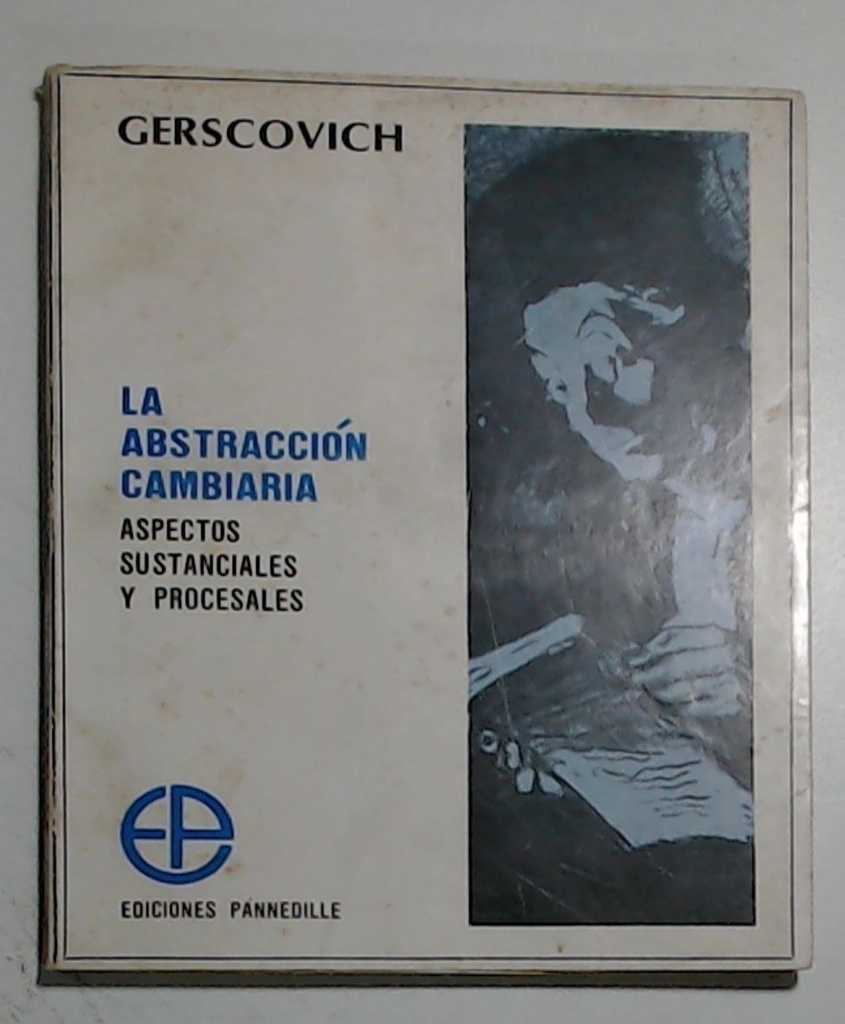 GERSCOVICH
LA
ABSTRACCIÓN
CAMBIARIA
ASPECTOS
SUSTANCIALES
Y PROCESALES
EP
EDICIONES PANNEDILLE